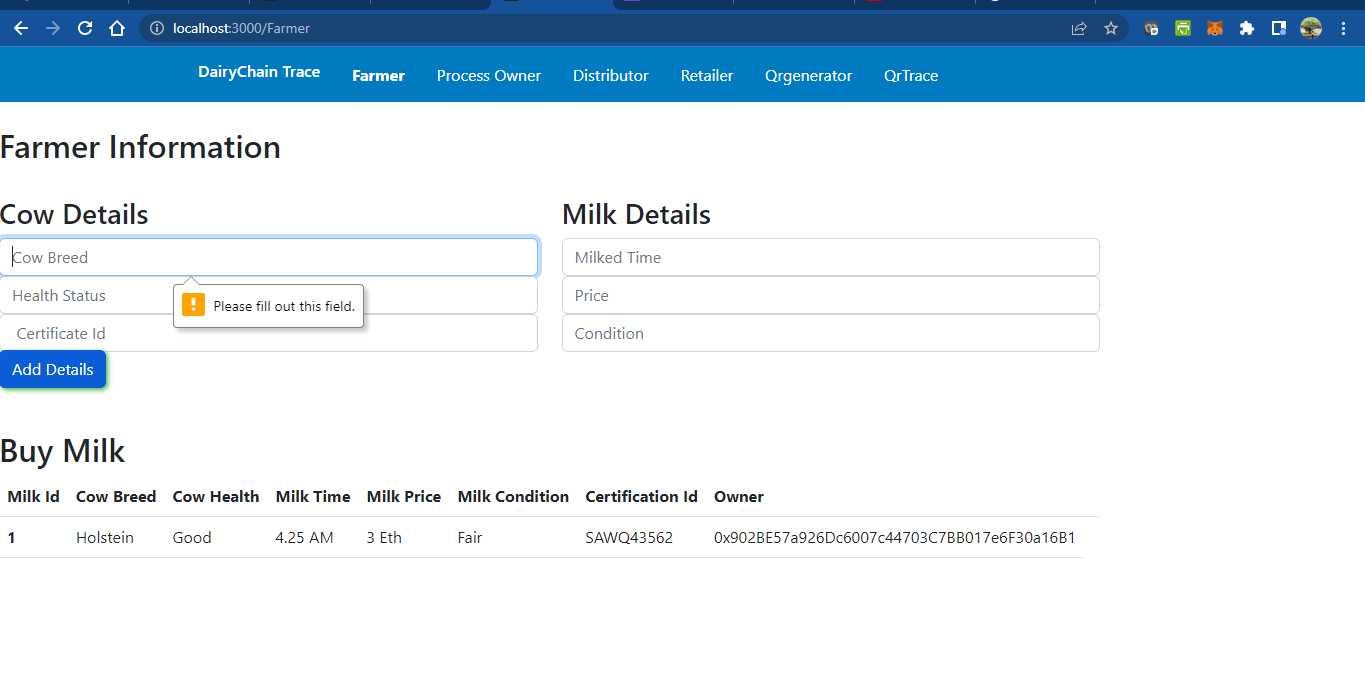 localhost:3000/Farmer
DairyChain Trace Farmer Process Owner Distributor Retailer Qrgenerator QrTrace
Farmer Information
Cow Details
Cow Breed
Health Status
Please fill out this field.
Certificate Id
Add Details
Milk Details
Milked Time
Price
Condition
Buy Milk
Milk Id Cow Breed Cow Health Milk Time Milk Price Milk Condition Certification Id Owner
1 Holstein Good 4.25 AM 3 Eth Fair SAWQ43562 0x902BE57a926Dc6007c44703C7BB017e6F30a16B1